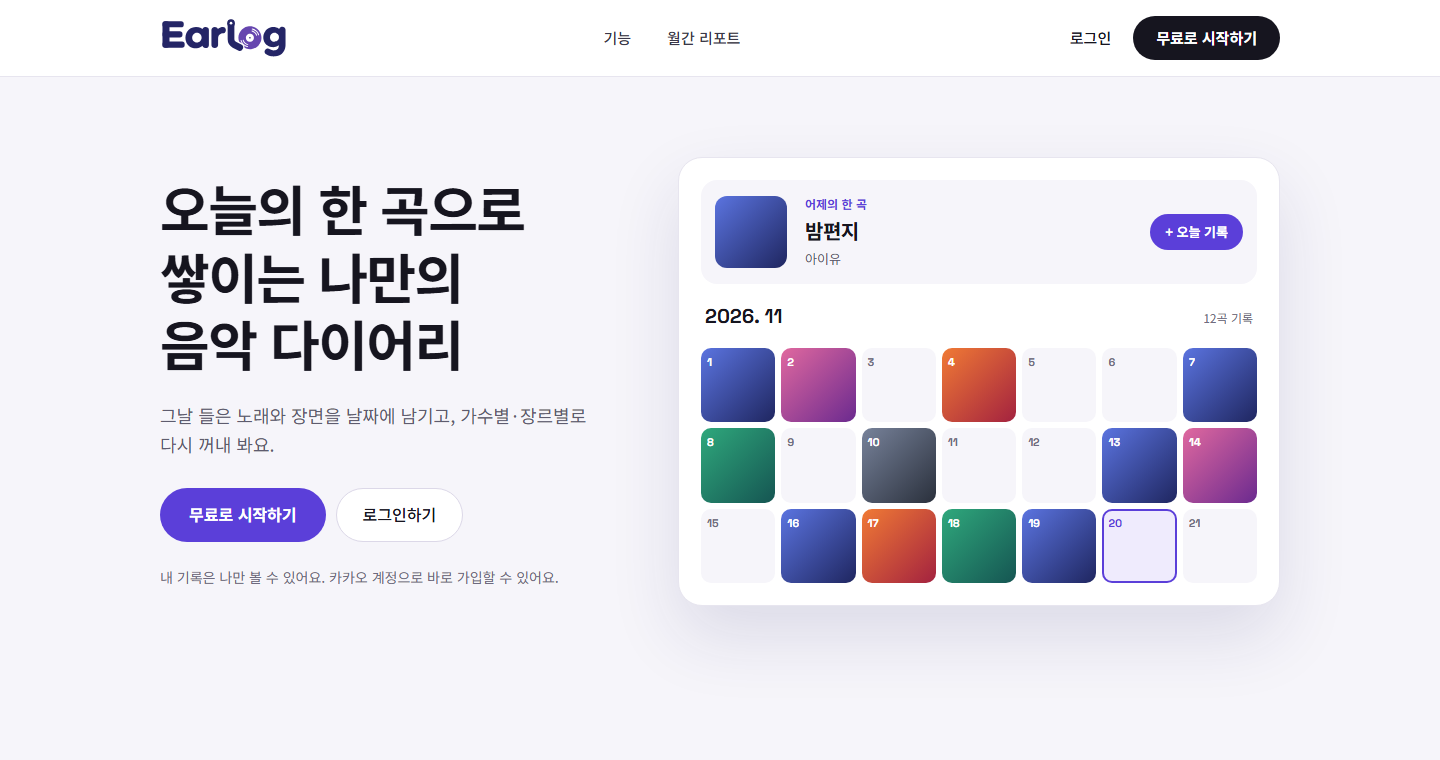 Earlog
기능
월간 리포트
로그인
무료로 시작하기
오늘의 한 곡으로
쌓이는 나만의
음악 다이어리
그날 들은 노래와 장면을 날짜에 남기고, 가수별·장르별로
다시 꺼내 봐요.
무료로 시작하기
로그인하기
내 기록은 나만 볼 수 있어요. 카카오 계정으로 바로 가입할 수 있어요.
어제의 한 곡
밤편지
아이유
+ 오늘 기록
2026. 11
12곡 기록
1 2 3 4 5 6 7
8 9 10 11 12 13 14
15 16 17 18 19 20 21